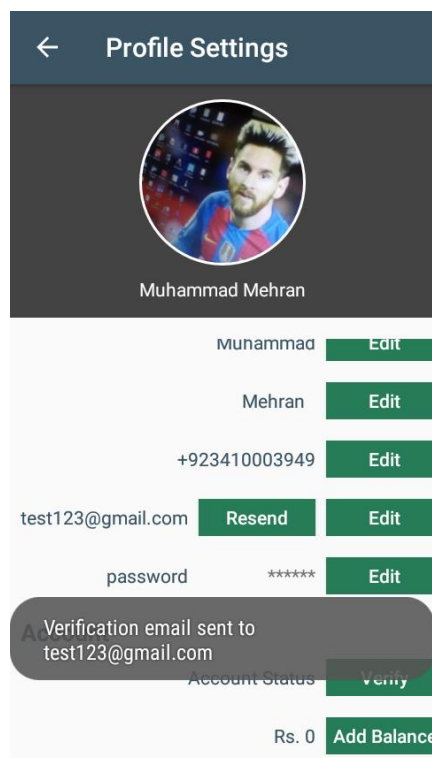 Profile Settings
Muhammad Mehran
Muhammad Edit
Mehran Edit
+923410003949 Edit
test123@gmail.com Resend Edit
password ****** Edit
Account
Verification email sent to
test123@gmail.com
Account Status Verify
Rs. 0 Add Balance